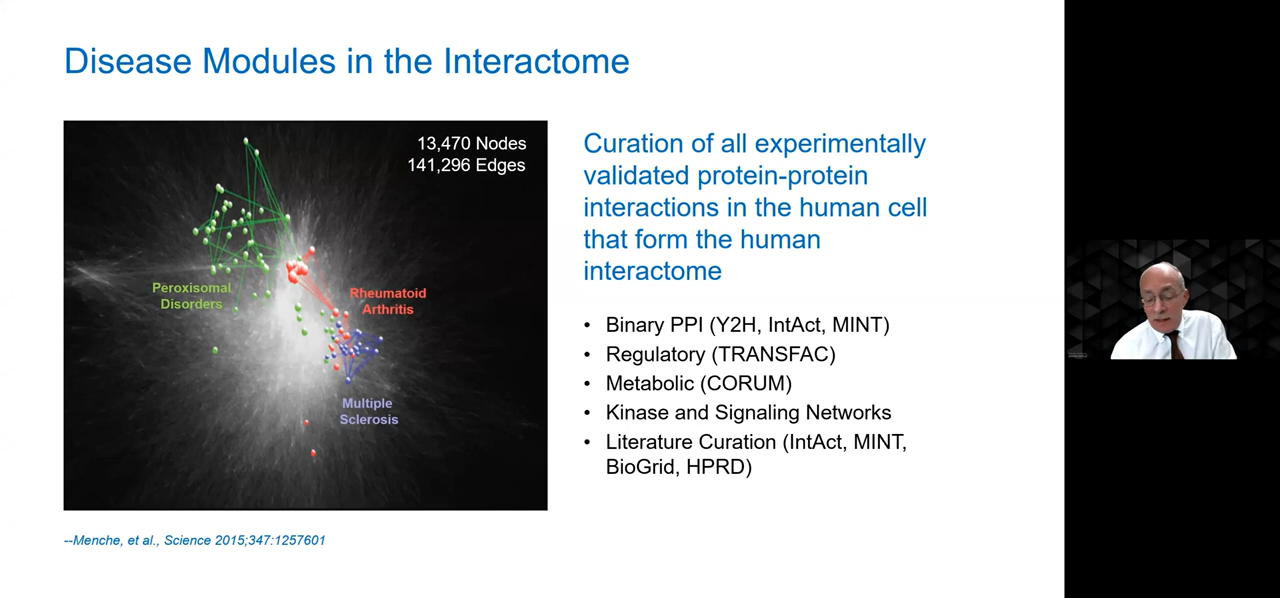 Disease Modules in the Interactome
13,470 Nodes
141,296 Edges
Peroxisomal
Disorders
Rheumatoid
Arthritis
Multiple
Sclerosis
--Menche, et al., Science 2015;347:1257601
Curation of all experimentally
validated protein-protein
interactions in the human cell
that form the human
interactome
• Binary PPI (Y2H, IntAct, MINT)
• Regulatory (TRANSFAC)
• Metabolic (CORUM)
• Kinase and Signaling Networks
• Literature Curation (IntAct, MINT,
BioGrid, HPRD)